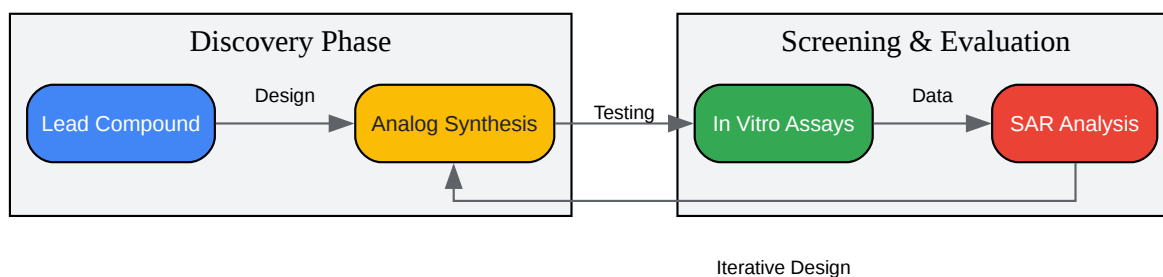 Discovery Phase
Screening & Evaluation
Lead Compound
Design
Analog Synthesis
Testing
In Vitro Assays
Data
SAR Analysis
Iterative Design